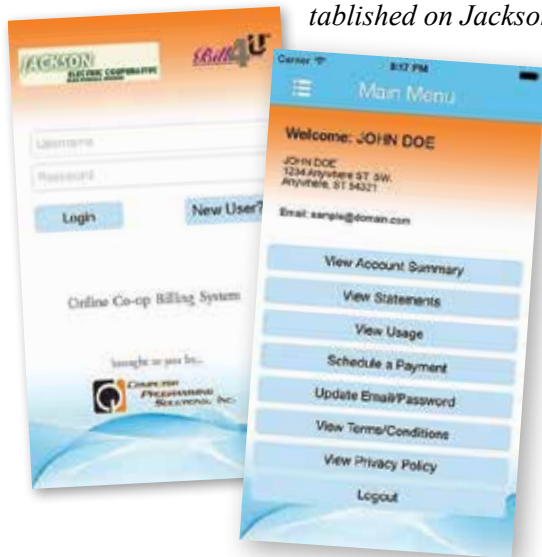 tablished on Jackso
JACKSON
ELECTRIC COOPERATIVE
Bill4U
Username
Password
Login
New User?
Online Co-op Billing System
brought to you by...
COMPUTER
PROGRAMMING
SOLUTIONS, INC.
Carrier
8:17 PM
Main Menu
Welcome: JOHN DOE
JOHN DOE
1234 Anywhere ST. SW.
Anywhere, ST 54321
Email: sample@domain.com
View Account Summary
View Statements
View Usage
Schedule a Payment
Update Email/Password
View Terms/Conditions
View Privacy Policy
Logout